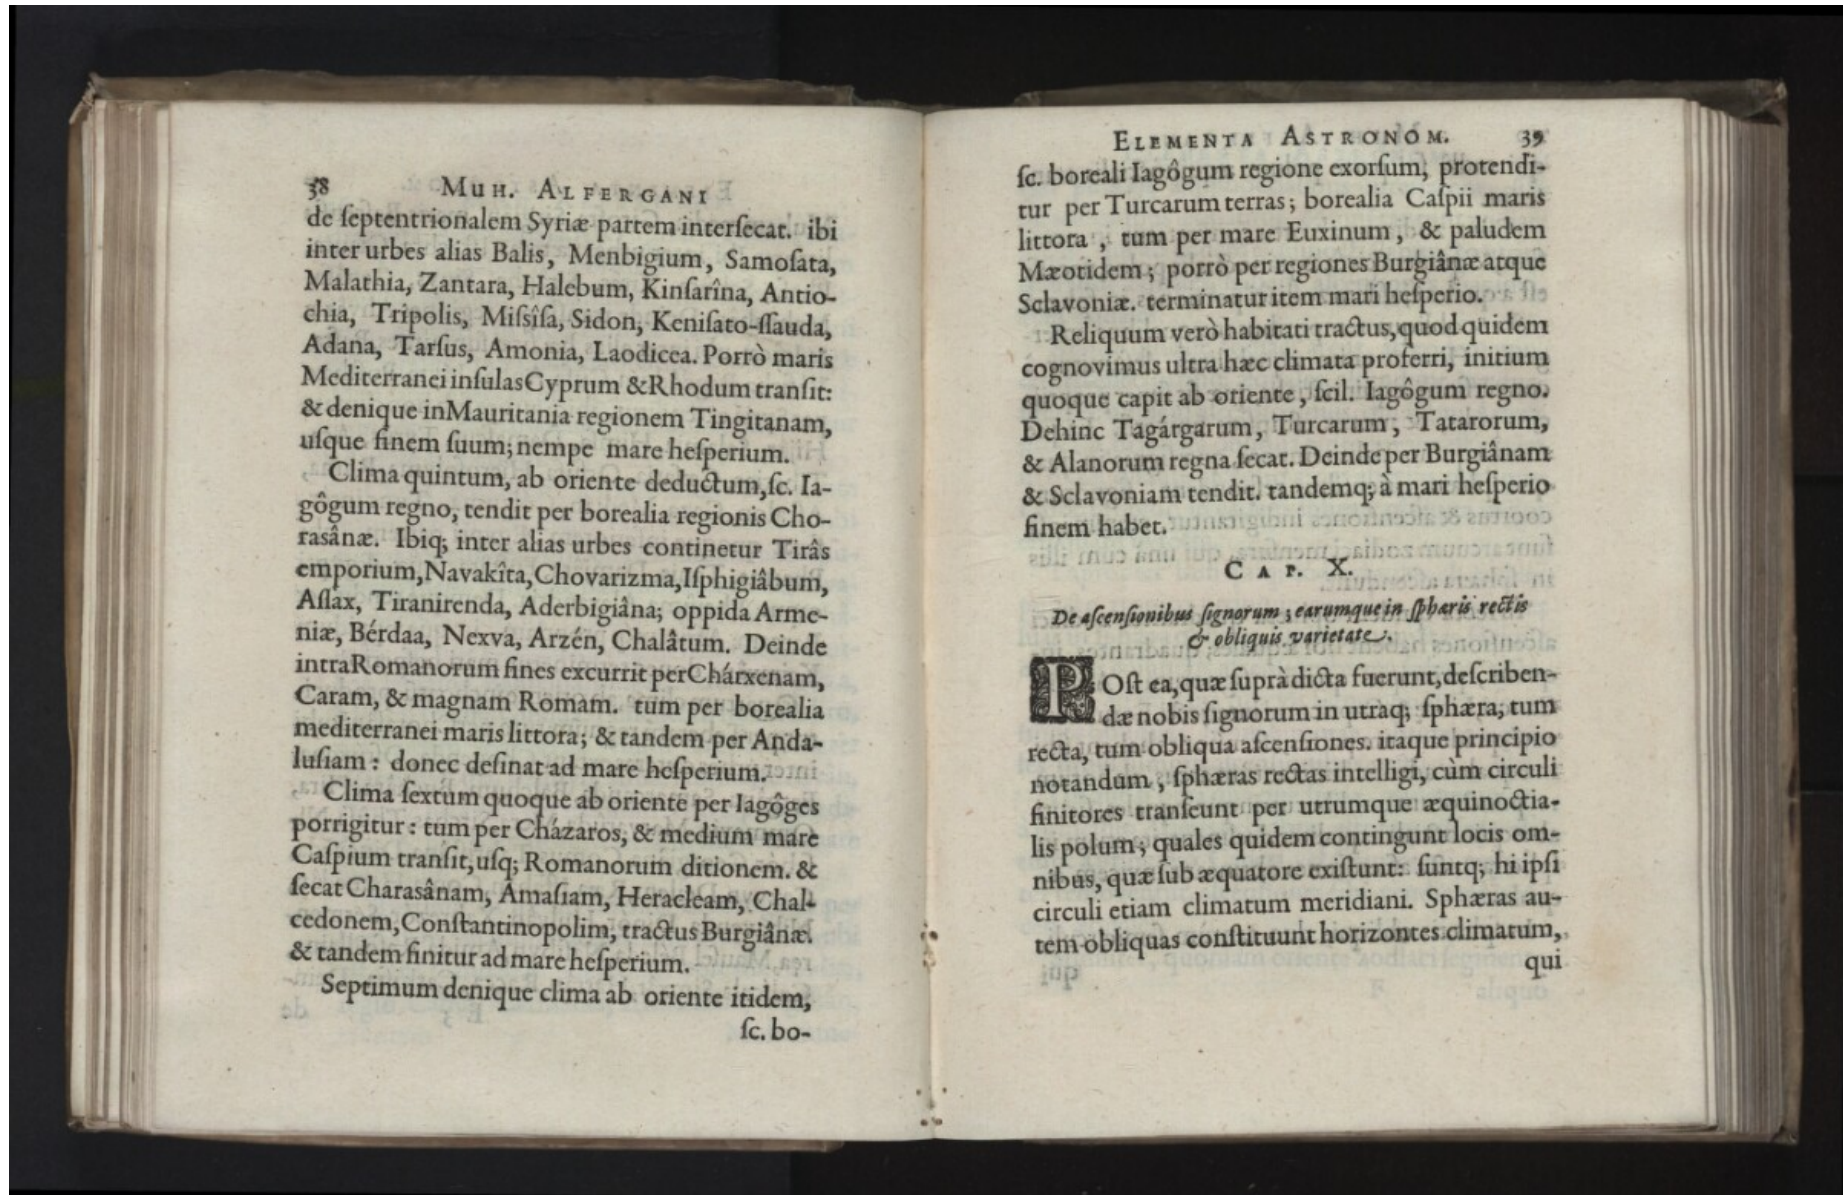 38 MUH. ALFERGANI
de ſeptentrionalem Syriæ partem interſecat. ibi
inter urbes alias Balis, Menbigium, Samoſata,
Malathia, Zantara, Halebum, Kinſarîna, Antio-
chia, Tripolis, Miſsîſa, Sidon, Keniſato-ſſauda,
Adana, Tarſus, Amonia, Laodicea. Porrò maris
Mediterranei inſulas Cyprum & Rhodum tranſit:
& denique in Mauritania regionem Tingitanam,
uſque finem ſuum; nempe mare heſperium.
Clima quintum, ab oriente deductum, ſc. Ia-
gôgum regno, tendit per borealia regionis Cho-
rasânæ. Ibiq; inter alias urbes continetur Tirâs
emporium, Navakîta, Chovarizma, Iſphigiâbum,
Aſlax, Tiranirenda, Aderbigiâna; oppida Arme-
niæ, Bérdaa, Nexva, Arzén, Chalâtum. Deinde
intra Romanorum fines excurrit per Chárxenam,
Caram, & magnam Romam. tum per borealia
mediterranei maris littora; & tandem per Anda-
luſiam: donec deſinat ad mare heſperium.
Clima ſextum quoque ab oriente per Iagôges
porrigitur: tum per Cházaros, & medium mare
Caſpium tranſit, uſq; Romanorum ditionem. &
ſecat Charasânam, Amaſiam, Heracleam, Chal-
cedonem, Conſtantinopolim, tractus Burgiânæ.
& tandem finitur ad mare heſperium.
Septimum denique clima ab oriente itidem,
ſc. bo-
ELEMENTA ASTRONOM. 39
ſc. boreali Iagôgum regione exorſum, protendi-
tur per Turcarum terras; borealia Caſpii maris
littora, tum per mare Euxinum, & paludem
Mæotidem; porrò per regiones Burgiânæ atque
Sclavoniæ. terminatur item mari heſperio.
Reliquum verò habitati tractus, quod quidem
cognovimus ultra hæc climata proferri, initium
quoque capit ab oriente, ſcil. Iagôgum regno.
Dehinc Tagárgarum, Turcarum, Tatarorum,
& Alanorum regna ſecat. Deinde per Burgiânam
& Sclavoniam tendit. tandemq; à mari heſperio
finem habet.
CAP. X.
De aſcenſionibus ſignorum; earumque in ſphæris rectis
& obliquis varietate.
POſt ea, quæ ſuprà dicta fuerunt, deſcriben-
dæ nobis ſignorum in utraq; ſphæra, tum
recta, tum obliqua aſcenſiones. itaque principio
notandum, ſphæras rectas intelligi, cùm circuli
finitores tranſeunt per utrumque æquinoctia-
lis polum; quales quidem contingunt locis om-
nibus, quæ ſub æquatore exiſtunt: ſuntq; hi ipſi
circuli etiam climatum meridiani. Sphæras au-
tem obliquas conſtituunt horizontes climatum,
qui